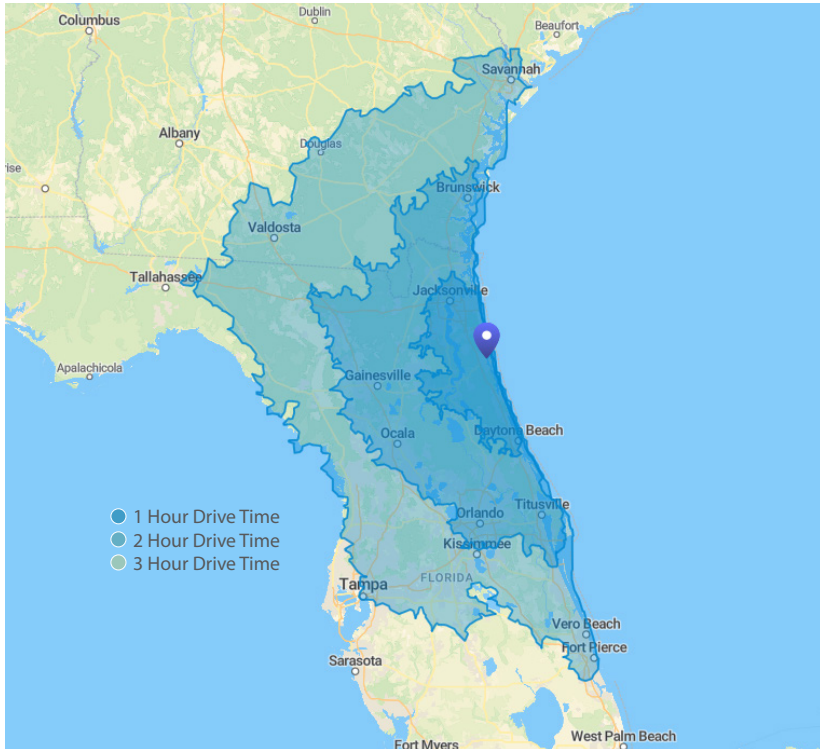 Dublin
Columbus
Beaufort
Savannah
Albany
Douglas
rise
Brunswick
Valdosta
Tallahassee
Jacksonville
Apalachicola
Gainesville
Ocala
Daytona Beach
Titusville
Orlando
1 Hour Drive Time
2 Hour Drive Time
3 Hour Drive Time
Kissimmee
FLORIDA
Tampa
Vero Beach
Fort Pierce
Sarasota
West Palm Beach
Fort Myers